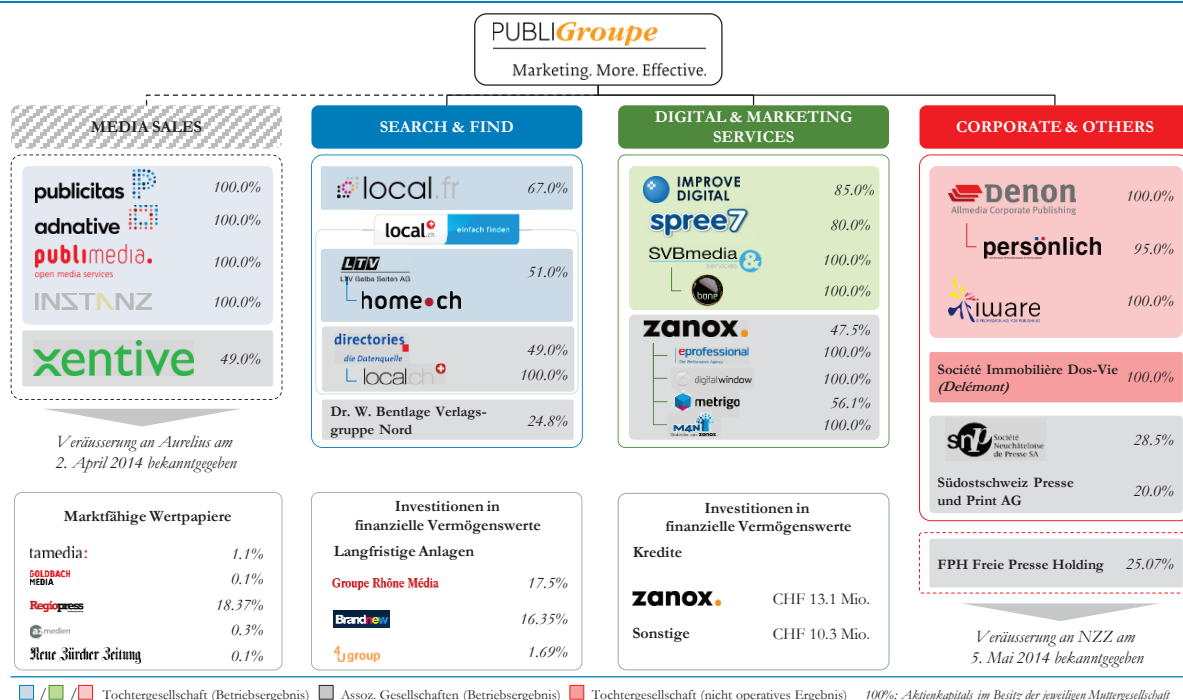 PUBLIGroupe
Marketing. More. Effective.
MEDIA SALES
publicitas 100.0%
adnative 100.0%
publimedia. 100.0%
open media services
INSTANZ 100.0%
xentive 49.0%
Veräusserung an Aurelius am
2. April 2014 bekanntgegeben
SEARCH & FIND
local.fr 67.0%
local.ch einfach finden
LTV 51.0%
LTV Gelbe Seiten AG
home.ch
directories
die Datenquelle 49.0%
local.ch 100.0%
Dr. W. Bentlage Verlags-
gruppe Nord 24.8%
DIGITAL & MARKETING
SERVICES
IMPROVE
DIGITAL 85.0%
spree7 80.0%
SVBmedia & 100.0%
services
bone 100.0%
zanox. 47.5%
eprofessional 100.0%
The Performance Agency
digitalwindow 100.0%
metrigo 56.1%
M4N 100.0%
CORPORATE & OTHERS
Denon 100.0%
Allmedia Corporate Publishing
persönlich 95.0%
iware 100.0%
Société Immobilière Dos-Vie
(Delémont) 100.0%
snp Société
Neuchâteloise
de Presse SA 28.5%
Südostschweiz Presse
und Print AG 20.0%
FPH Freie Presse Holding 25.07%
Veräusserung an NZZ am
5. Mai 2014 bekanntgegeben
Marktfähige Wertpapiere
tamedia: 1.1%
GOLDBACH
MEDIA 0.1%
Regiopress 18.37%
az medien 0.3%
Neue Zürcher Zeitung 0.1%
Investitionen in
finanzielle Vermögenswerte
Langfristige Anlagen
Groupe Rhône Média 17.5%
Brandnew 16.35%
4u group 1.69%
Investitionen in
finanzielle Vermögenswerte
Kredite
zanox. CHF 13.1 Mio.
Sonstige CHF 10.3 Mio.
/ / Tochtergesellschaft (Betriebsergebnis) Assoz. Gesellschaften (Betriebsergebnis) Tochtergesellschaft (nicht operatives Ergebnis) 100%: Aktienkapitals im Besitz der jeweiligen Muttergesellschaft